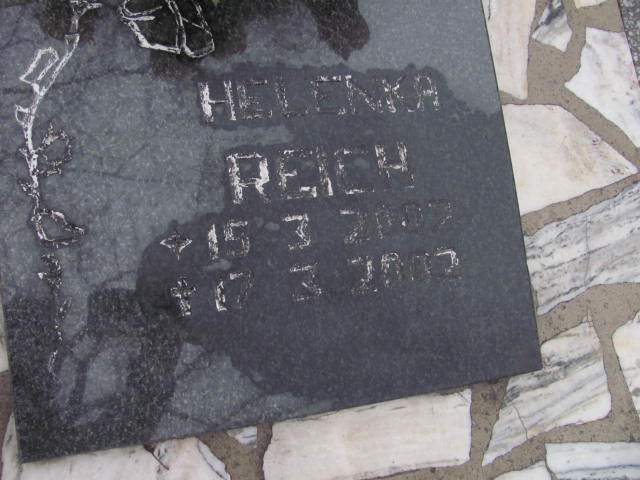 HELENKA
REICH
✧ 15 3 2002
† 17 3 2002